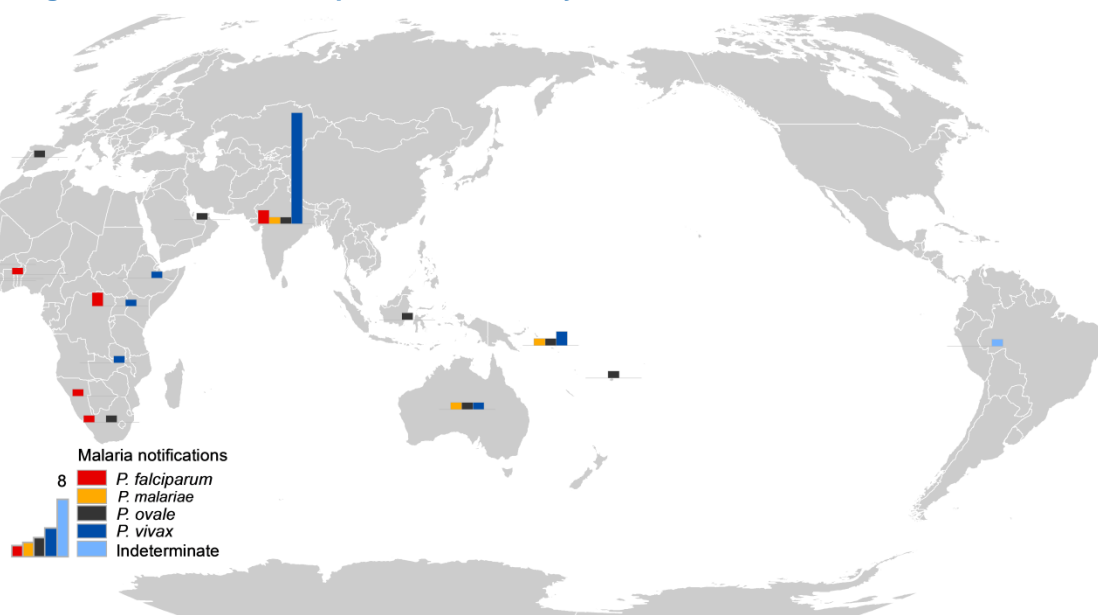 Malaria notifications
8
P. falciparum
P. malariae
P. ovale
P. vivax
Indeterminate